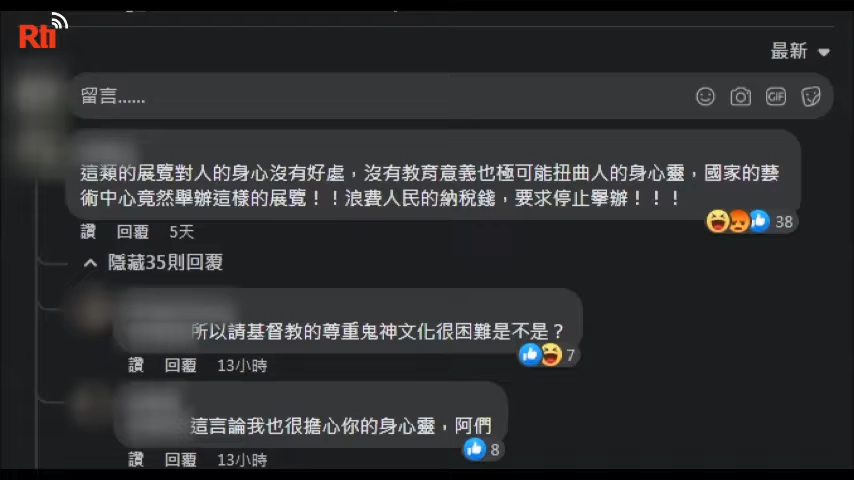 Rti
最新
留言......
GIF
這類的展覽對人的身心沒有好處，沒有教育意義也極可能扭曲人的身心靈，國家的藝
術中心竟然舉辦這樣的展覽！！浪費人民的納稅錢，要求停止舉辦！！！
38
讚 回覆 5天
隱藏35則回覆
所以請基督教的尊重鬼神文化很困難是不是？
7
讚 回覆 13小時
這言論我也很擔心你的身心靈，阿們
8
讚 回覆 13小時